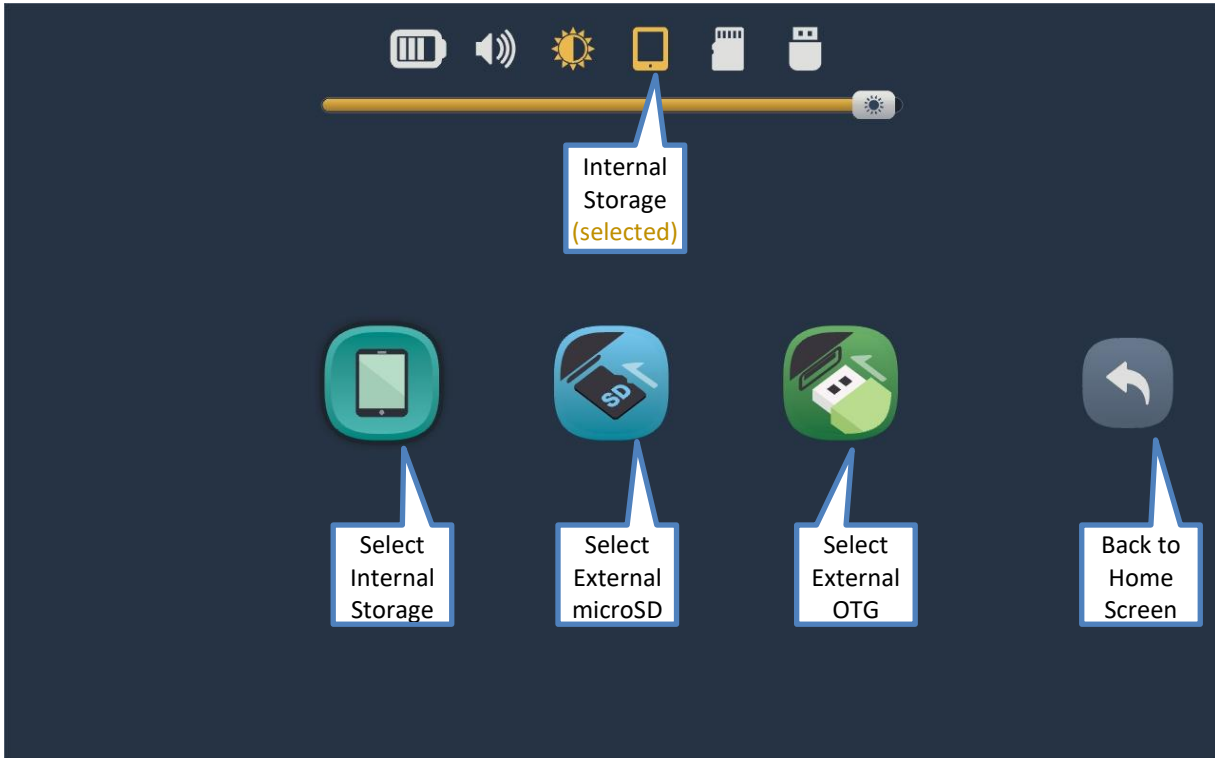 Internal
Storage
(selected)
SD
Select
Internal
Storage
Select
External
microSD
Select
External
OTG
Back to
Home
Screen